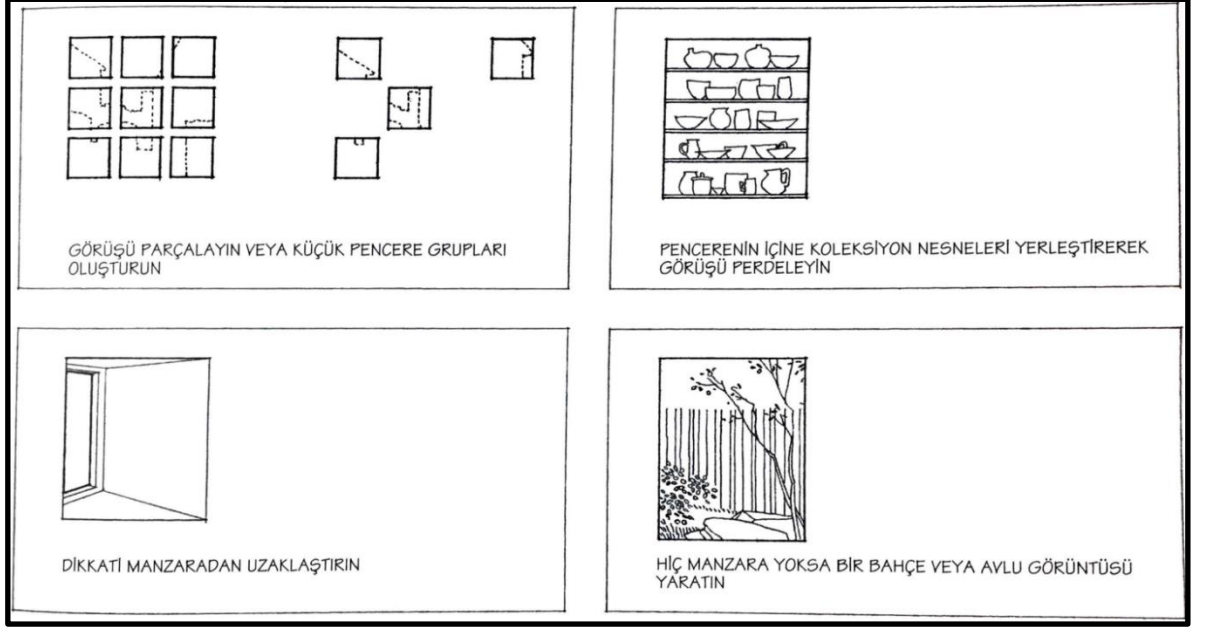 GÖRÜŞÜ PARÇALAYIN VEYA KÜÇÜK PENCERE GRUPLARI
OLUŞTURUN
PENCERENİN İÇİNE KOLEKSİYON NESNELERİ YERLEŞTİREREK
GÖRÜŞÜ PERDELEYİN
DİKKATİ MANZARADAN UZAKLAŞTIRIN
HİÇ MANZARA YOKSA BİR BAHÇE VEYA AVLU GÖRÜNTÜSÜ
YARATIN